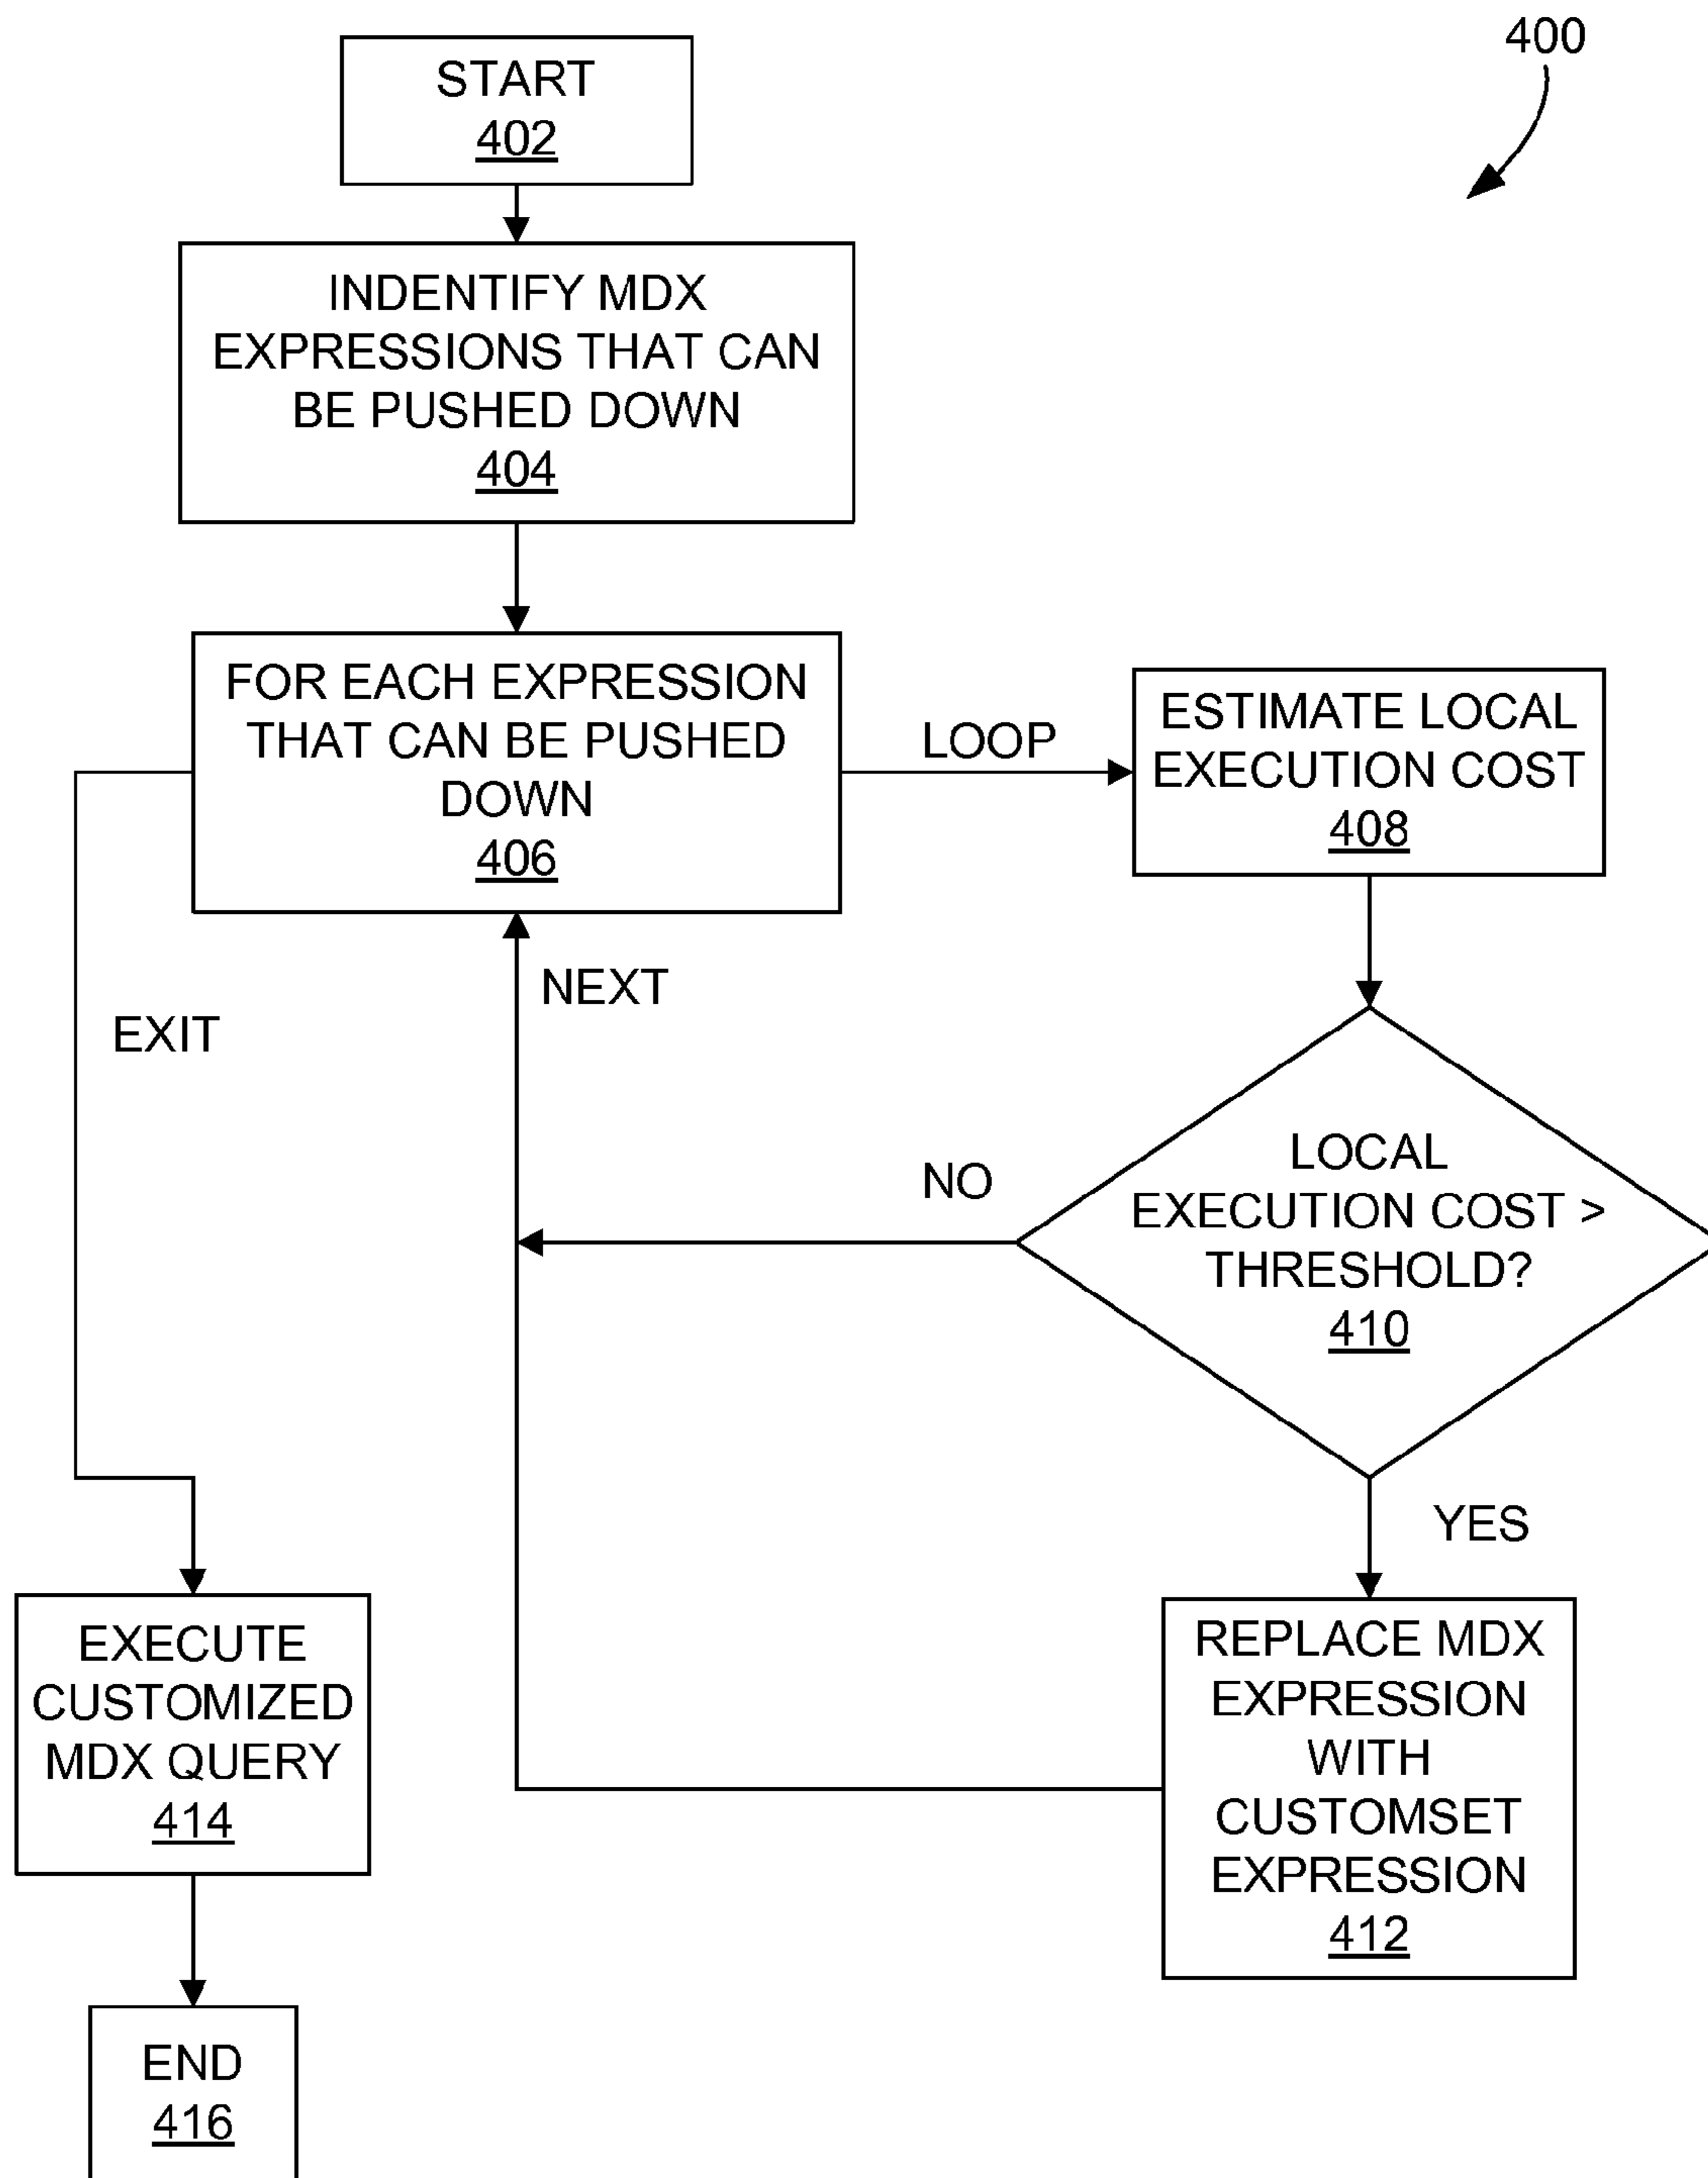 400
START
402
INDENTIFY MDX
EXPRESSIONS THAT CAN
BE PUSHED DOWN
404
FOR EACH EXPRESSION
THAT CAN BE PUSHED
DOWN
406
LOOP
ESTIMATE LOCAL
EXECUTION COST
408
NEXT
EXIT
LOCAL
EXECUTION COST >
THRESHOLD?
410
NO
YES
REPLACE MDX
EXPRESSION
WITH
CUSTOMSET
EXPRESSION
412
EXECUTE
CUSTOMIZED
MDX QUERY
414
END
416